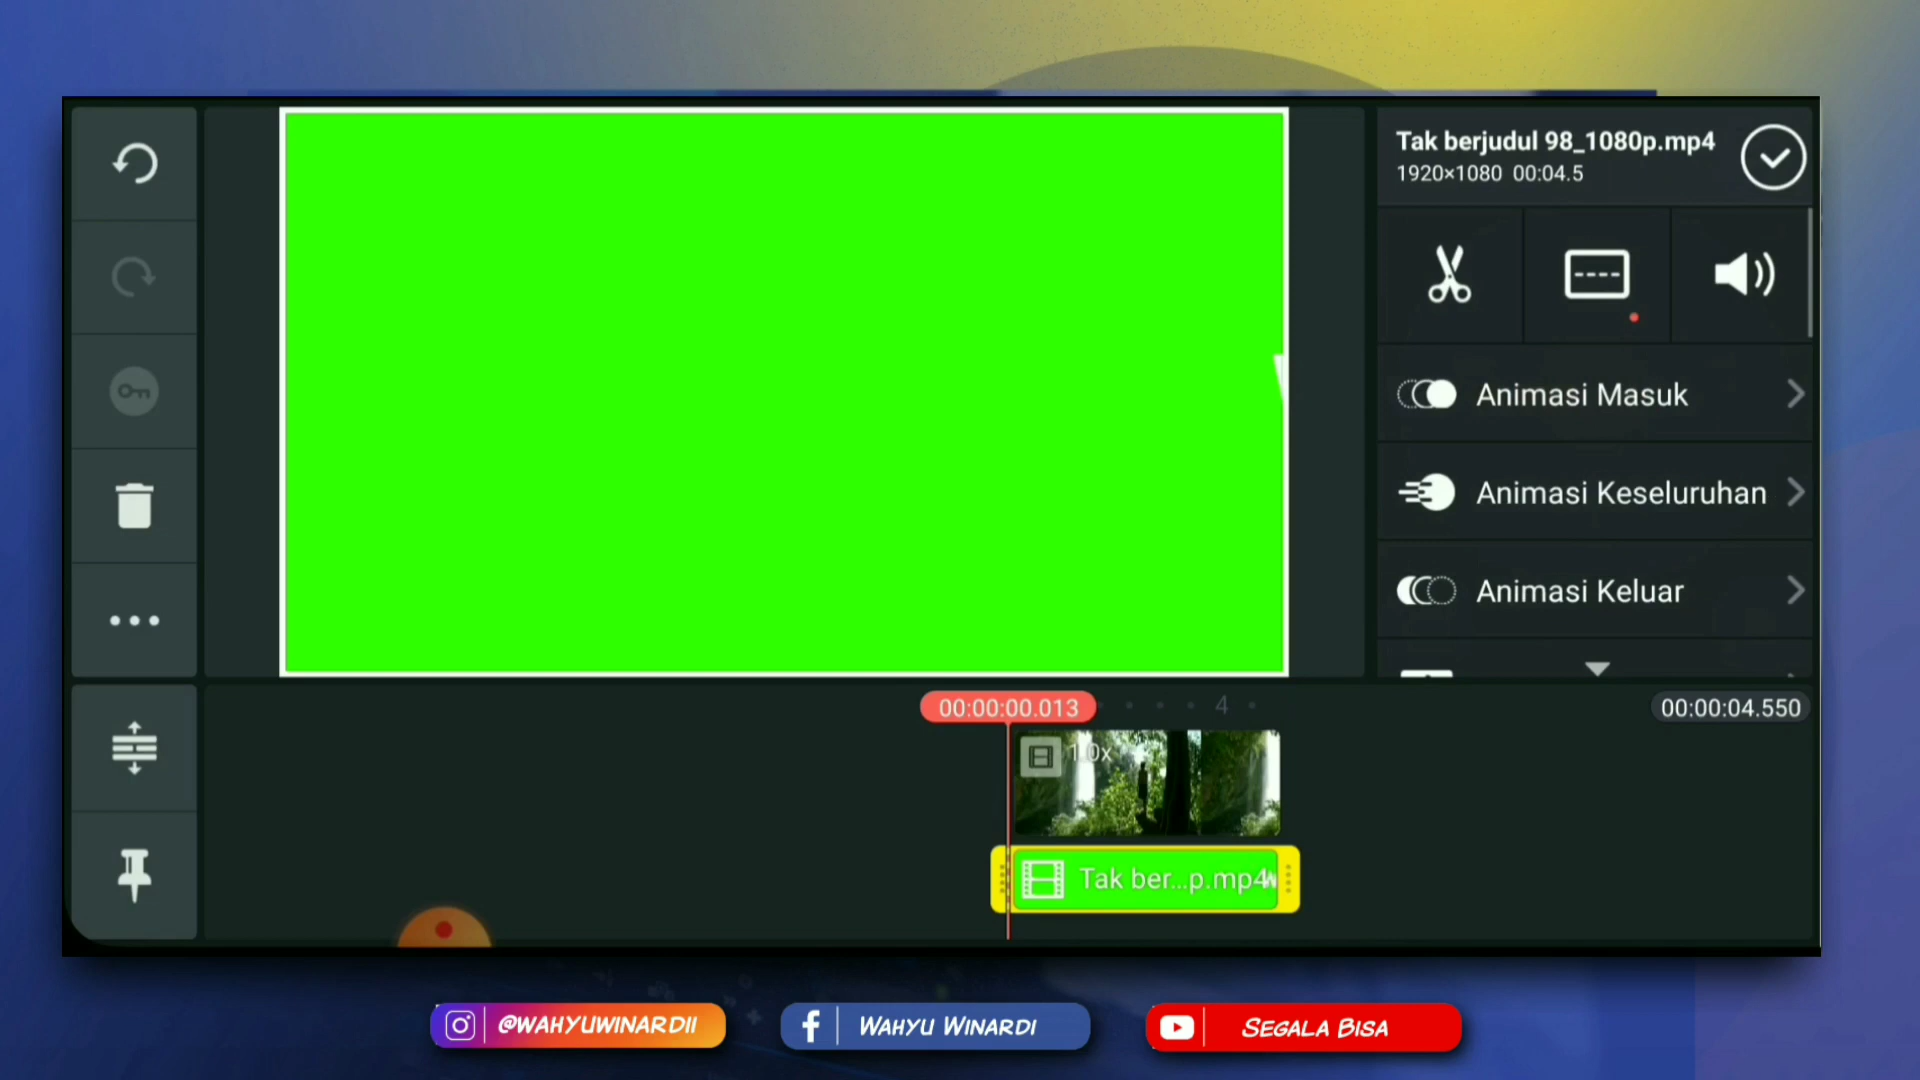 Tak berjudul 98_1080p.mp4
1920×1080 00:04.5
Animasi Masuk
Animasi Keseluruhan
Animasi Keluar
00:00:00.013
4
00:00:04.550
1.0x
Tak ber...p.mp4
@WAHYUWINARDII
WAHYU WINARDI
SEGALA BISA